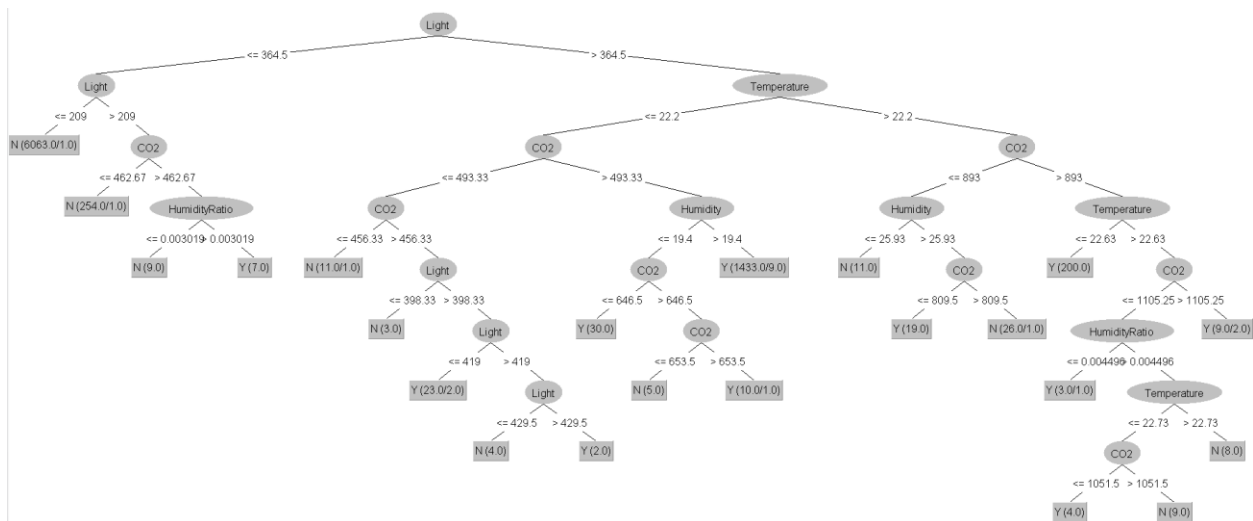 Light
<= 364.5 > 364.5
Light Temperature
<= 209 > 209 <= 22.2 > 22.2
N (6063.0/1.0) CO2 CO2 CO2
<= 462.67 > 462.67 <= 493.33 > 493.33 <= 893 > 893
N (254.0/1.0) HumidityRatio CO2 Humidity Humidity Temperature
<= 0.003019 > 0.003019 <= 456.33 > 456.33 <= 19.4 > 19.4 <= 25.93 > 25.93 <= 22.63 > 22.63
N (9.0) Y (7.0) N (11.0/1.0) Light CO2 Y (1433.0/9.0) N (11.0) CO2 Y (200.0) CO2
<= 398.33 > 398.33 <= 646.5 > 646.5 <= 809.5 > 809.5 <= 1105.25 > 1105.25
N (3.0) Light Y (30.0) CO2 Y (19.0) N (26.0/1.0) HumidityRatio Y (9.0/2.0)
<= 419 > 419 <= 653.5 > 653.5 <= 0.004496 > 0.004496
Y (23.0/2.0) Light N (5.0) Y (10.0/1.0) Y (3.0/1.0) Temperature
<= 429.5 > 429.5 <= 22.73 > 22.73
N (4.0) Y (2.0) CO2 N (8.0)
<= 1051.5 > 1051.5
Y (4.0) N (9.0)